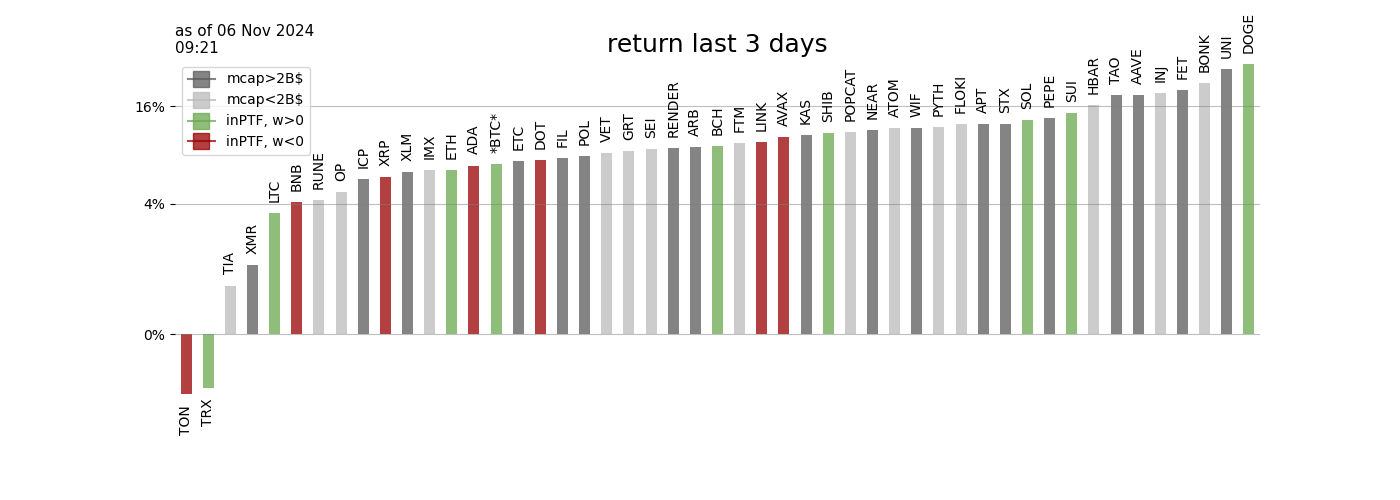 as of 06 Nov 2024
09:21
return last 3 days
mcap>2B$
mcap<2B$
inPTF, w>0
inPTF, w<0
16%
4%
0%
TON
TRX
TIA
XMR
LTC
BNB
RUNE
OP
ICP
XRP
XLM
IMX
ETH
ADA
*BTC*
ETC
DOT
FIL
POL
VET
GRT
SEI
RENDER
ARB
BCH
FTM
LINK
AVAX
KAS
SHIB
POPCAT
NEAR
ATOM
WIF
PYTH
FLOKI
APT
STX
SOL
PEPE
SUI
HBAR
TAO
AAVE
INJ
FET
BONK
UNI
DOGE